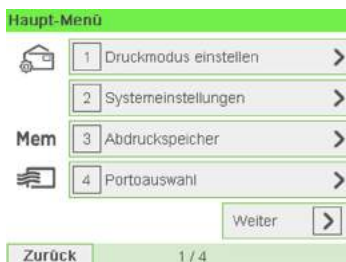 Haupt-Menü
1 Druckmodus einstellen
2 Systemeinstellungen
Mem 3 Abdruckspeicher
4 Portoauswahl
Weiter
Zurück 1 / 4